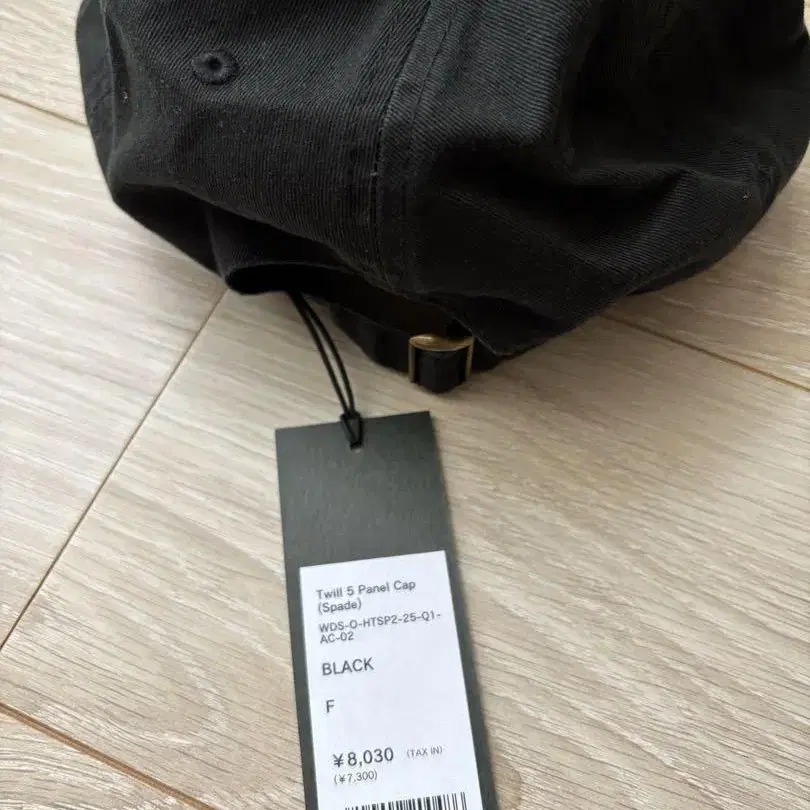 Twill 5 Panel Cap
(Spade)
WDS-O-HTSP2-25-Q1-
AC-02
BLACK
F
¥8,030 (TAX IN)
(¥7,300)